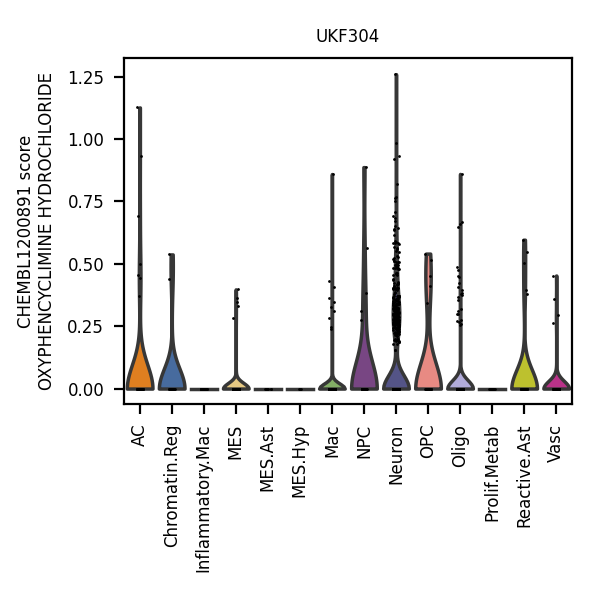 UKF304
CHEMBL1200891 score
OXYPHENCYCLIMINE HYDROCHLORIDE
1.25
1.00
0.75
0.50
0.25
0.00
AC
Chromatin.Reg
Inflammatory.Mac
MES
MES.Ast
MES.Hyp
Mac
NPC
Neuron
OPC
Oligo
Prolif.Metab
Reactive.Ast
Vasc